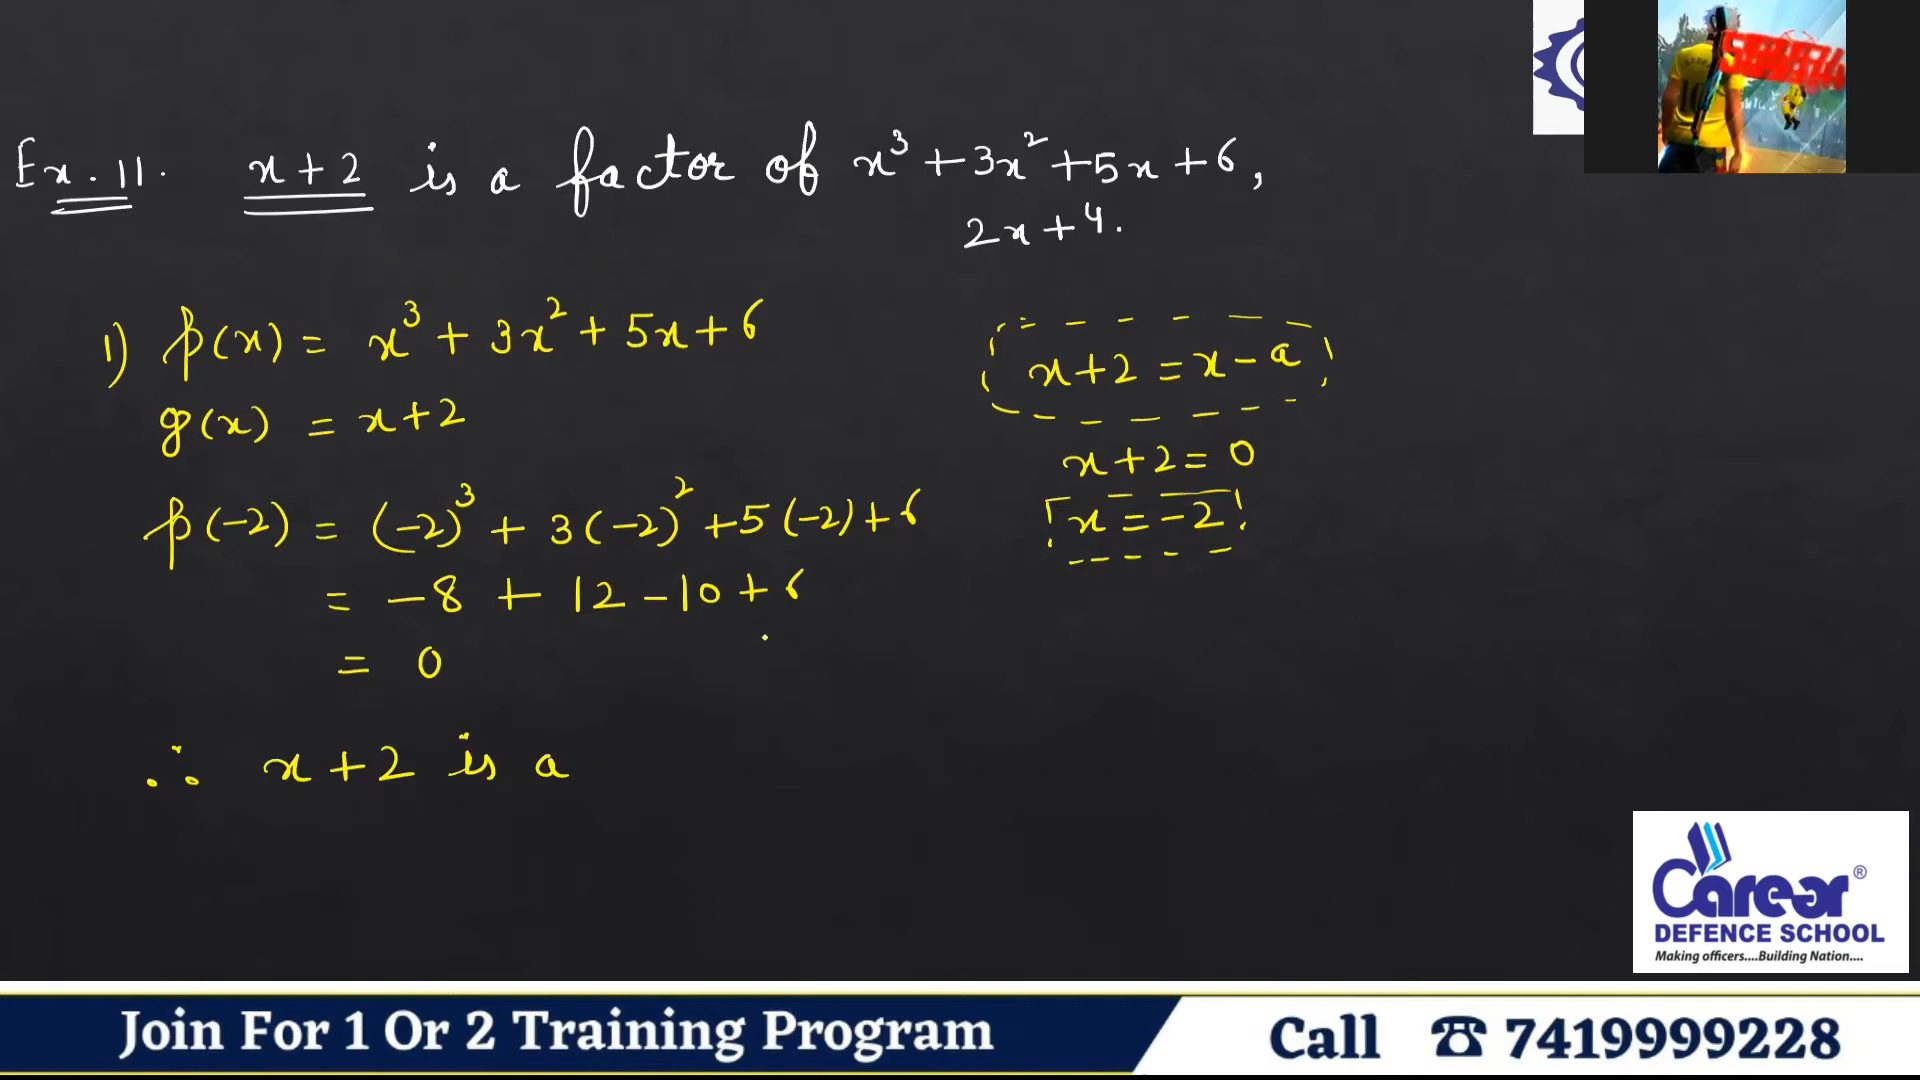 Ex. 11. x+2 is a factor of x³ + 3x² + 5x + 6,
2x + 4.
1) p(x) = x³ + 3x² + 5x + 6
g(x) = x+2
p(-2) = (-2)³ + 3(-2)² + 5(-2) + 6
= -8 + 12 - 10 + 6
= 0
∴ x+2 is a
x+2 = x - a
x+2 = 0
x = -2
Carear®
DEFENCE SCHOOL
Making officers....Building Nation....
Join For 1 Or 2 Training Program
Call ☎ 7419999228